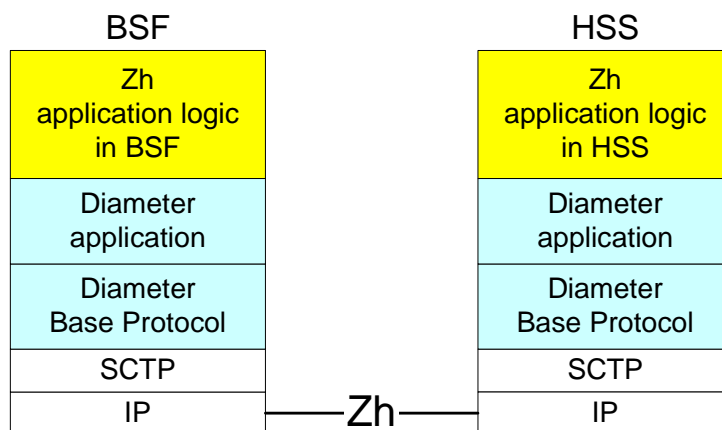 BSF
Zh
application logic
in BSF
Diameter
application
Diameter
Base Protocol
SCTP
IP
Zh
HSS
Zh
application logic
in HSS
Diameter
application
Diameter
Base Protocol
SCTP
IP